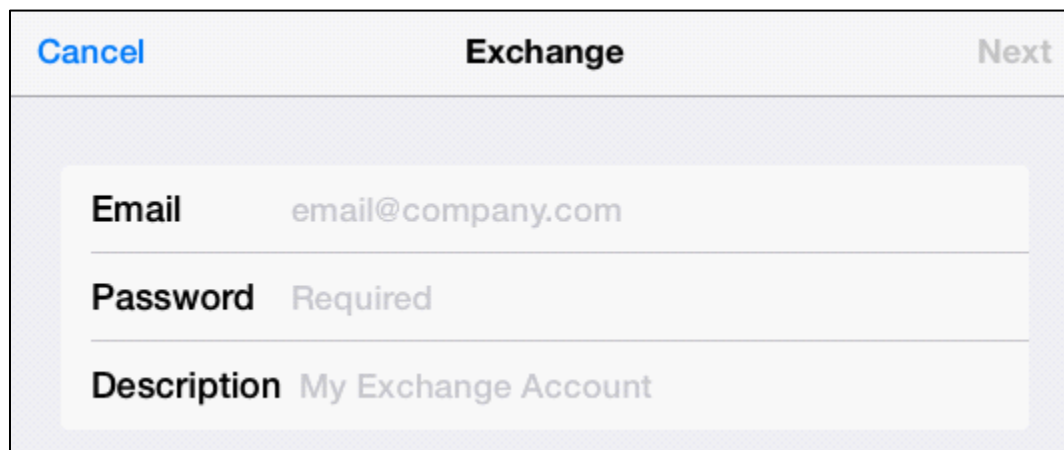 Cancel Exchange Next
Email email@company.com
Password Required
Description My Exchange Account